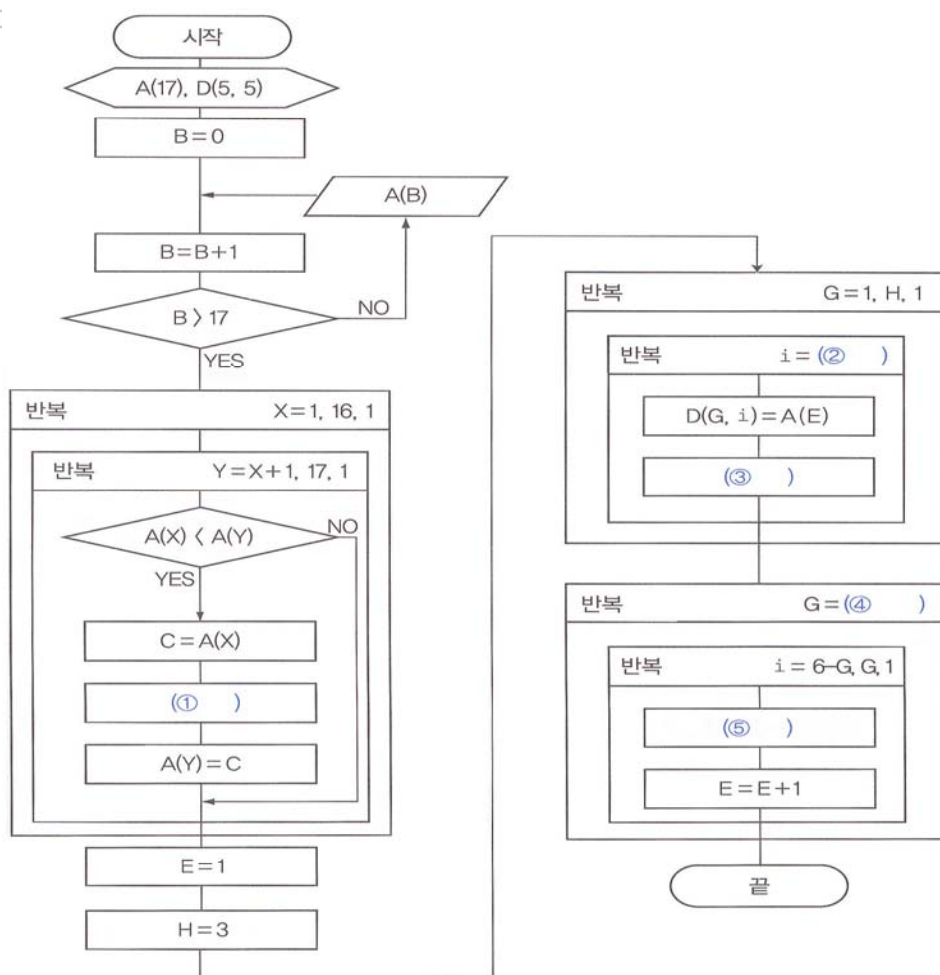 시작
A(17), D(5, 5)
B=0
A(B)
B=B+1
B > 17
NO
YES
반복 X=1, 16, 1
반복 Y=X+1, 17, 1
A(X) < A(Y)
NO
YES
C=A(X)
(① )
A(Y)=C
E=1
H=3
반복 G=1, H, 1
반복 i=(② )
D(G, i)=A(E)
(③ )
반복 G=(④ )
반복 i=6-G, G, 1
(⑤ )
E=E+1
끝